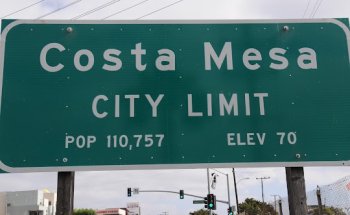 Costa Mesa
CITY LIMIT
POP 110,757 ELEV 70